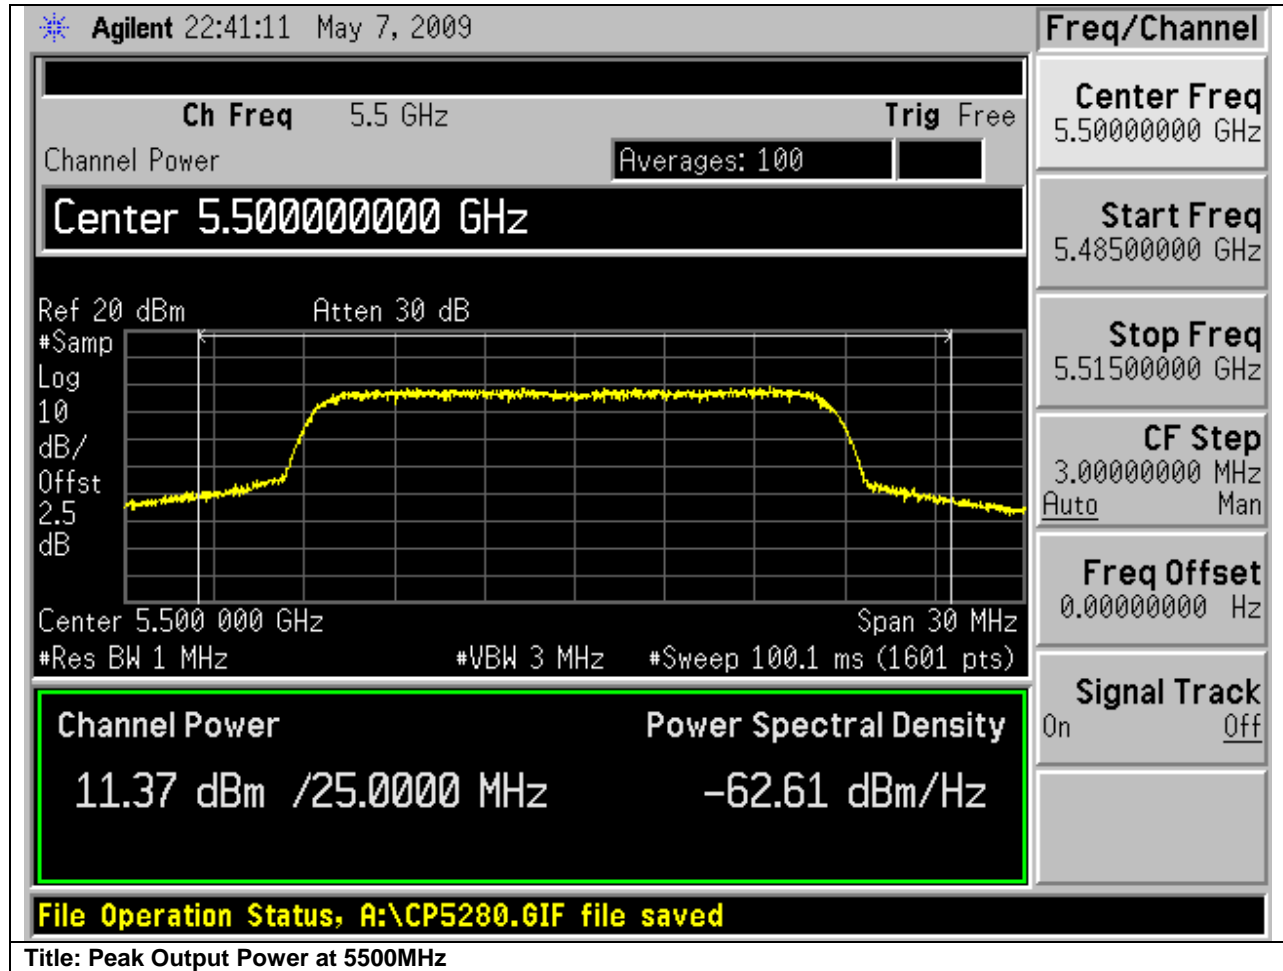 Agilent 22:41:11 May 7, 2009
Freq/Channel
Ch Freq 5.5 GHz Trig Free
Channel Power Averages: 100
Center 5.500000000 GHz
Ref 20 dBm Atten 30 dB
#Samp
Log
10
dB/
Offst
2.5
dB
Center 5.500 000 GHz Span 30 MHz
#Res BW 1 MHz #VBW 3 MHz #Sweep 100.1 ms (1601 pts)
Channel Power Power Spectral Density
11.37 dBm /25.0000 MHz -62.61 dBm/Hz
File Operation Status, A:\CP5280.GIF file saved
Center Freq
5.50000000 GHz
Start Freq
5.48500000 GHz
Stop Freq
5.51500000 GHz
CF Step
3.00000000 MHz
Auto Man
Freq Offset
0.00000000 Hz
Signal Track
On Off
Title: Peak Output Power at 5500MHz